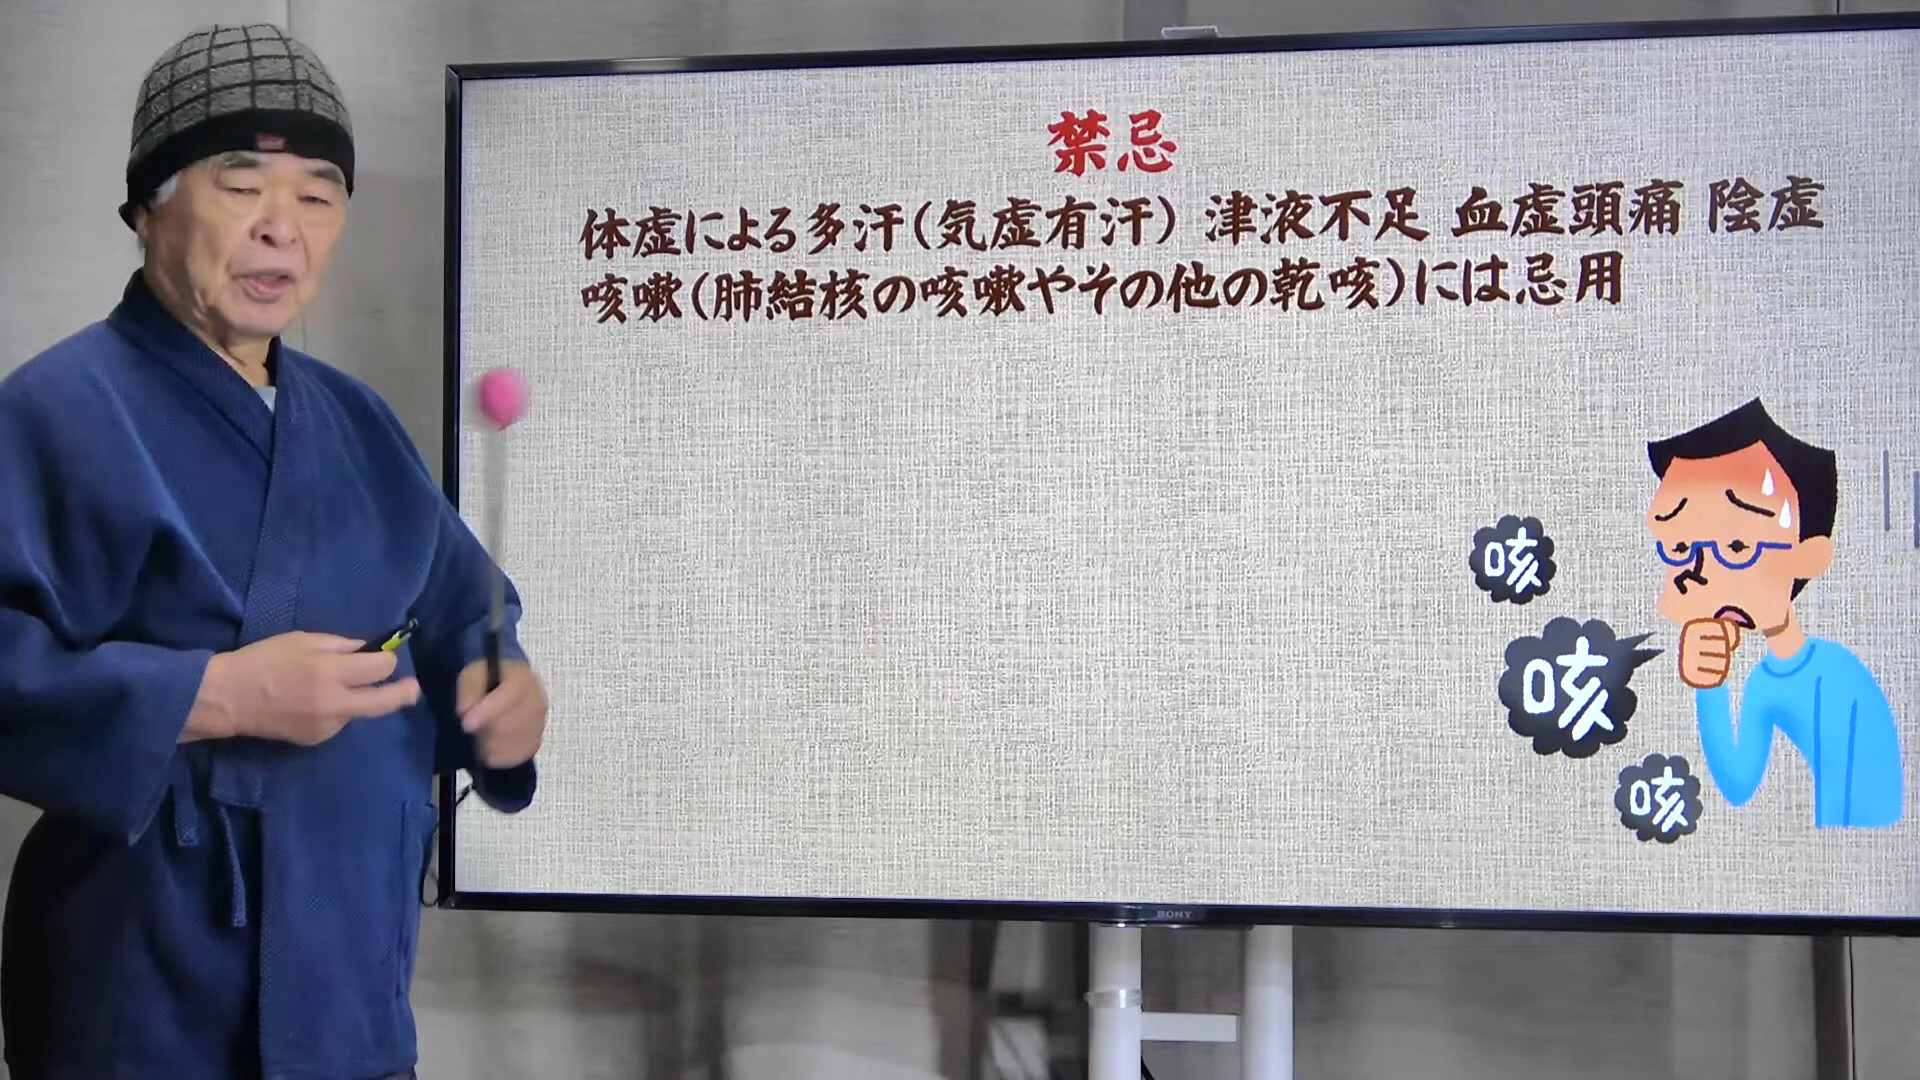 禁忌
体虚による多汗(気虚有汗) 津液不足 血虚頭痛 陰虚
咳嗽(肺結核の咳嗽やその他の乾咳)には忌用
咳
咳
咳
SONY